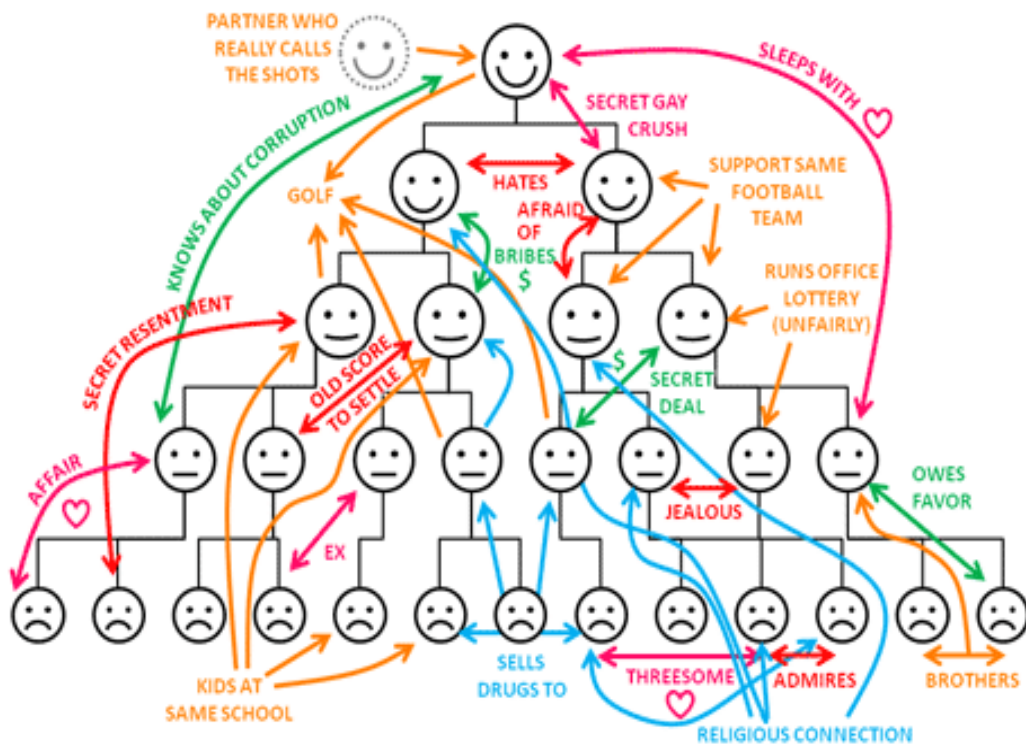 PARTNER WHO
REALLY CALLS
THE SHOTS
SLEEPS WITH
SECRET GAY
CRUSH
KNOWS ABOUT CORRUPTION
GOLF
HATES
SUPPORT SAME
FOOTBALL
TEAM
AFRAID
OF
BRIBES
$
RUNS OFFICE
LOTTERY
(UNFAIRLY)
SECRET RESENTMENT
OLD SCORE
TO SETTLE
$
SECRET
DEAL
AFFAIR
OWES
FAVOR
JEALOUS
EX
KIDS AT
SAME SCHOOL
SELLS
DRUGS TO
THREESOME
ADMIRES
BROTHERS
RELIGIOUS CONNECTION